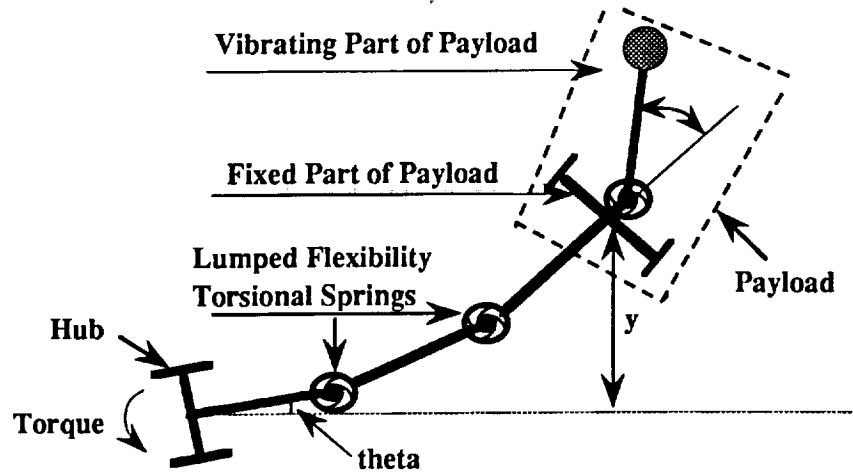 Vibrating Part of Payload
Fixed Part of Payload
Lumped Flexibility
Torsional Springs
Payload
y
Hub
Torque
theta